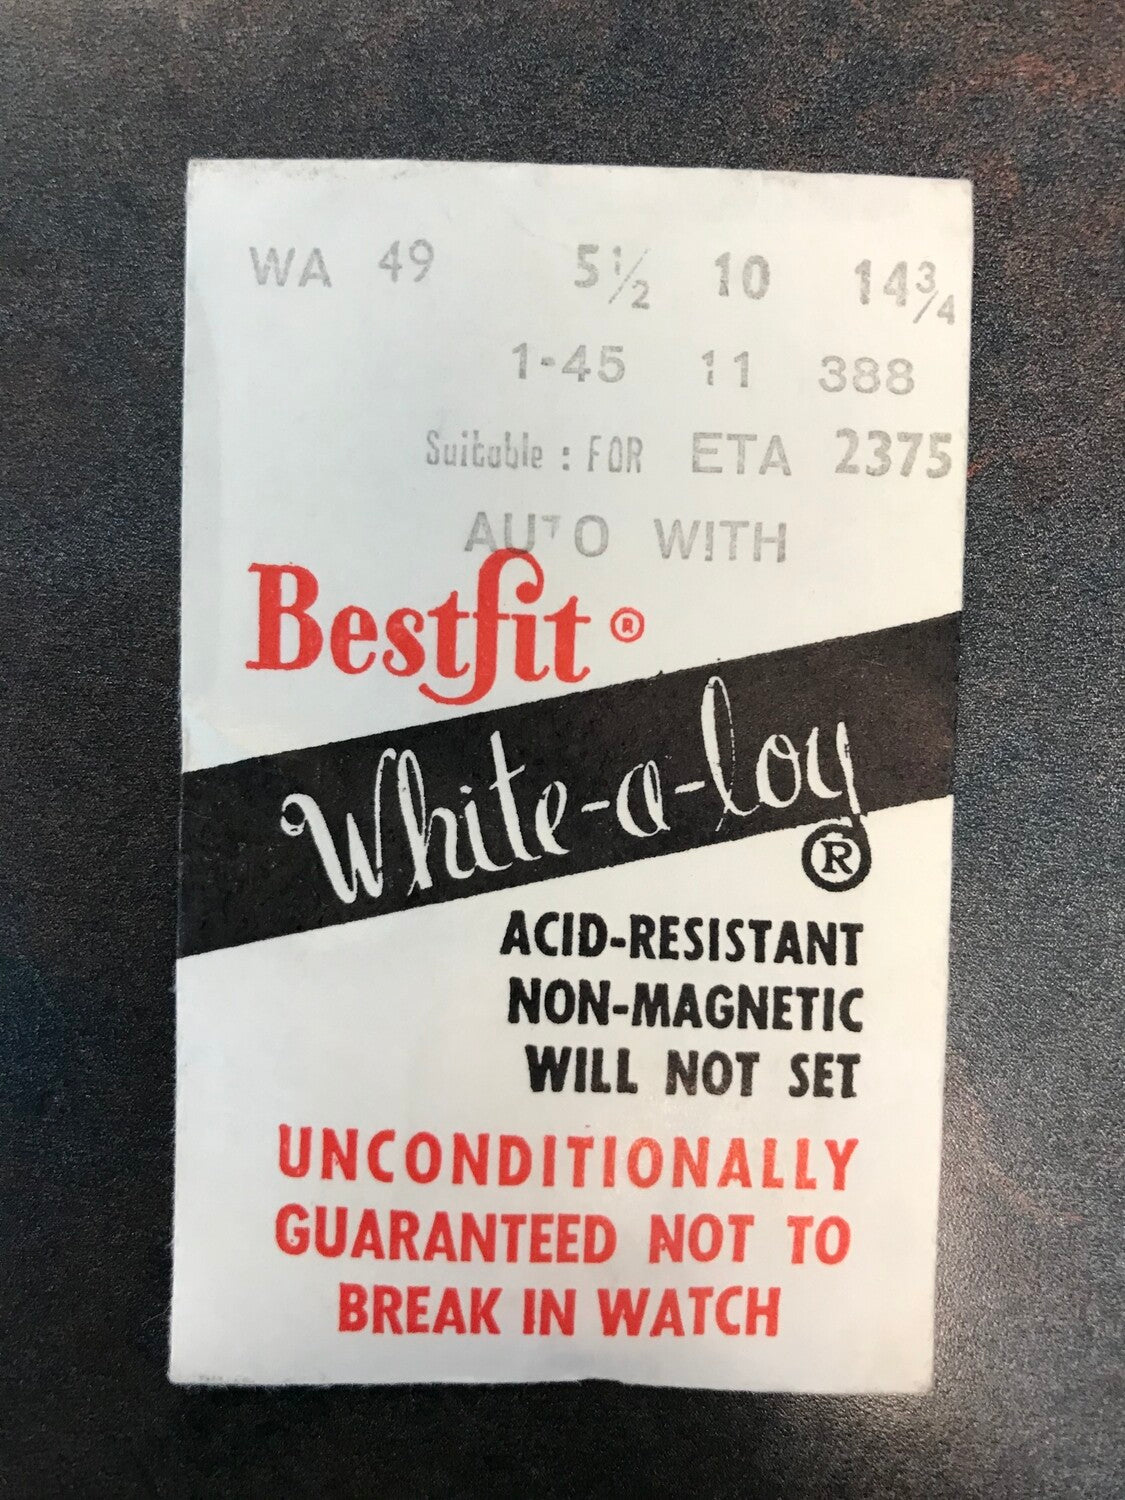 WA 49 5½ 10 14¾
1-45 11 388
Suitable : FOR ETA 2375
AUTO WITH
Bestfit ®
White-a-loy
®
ACID-RESISTANT
NON-MAGNETIC
WILL NOT SET
UNCONDITIONALLY
GUARANTEED NOT TO
BREAK IN WATCH